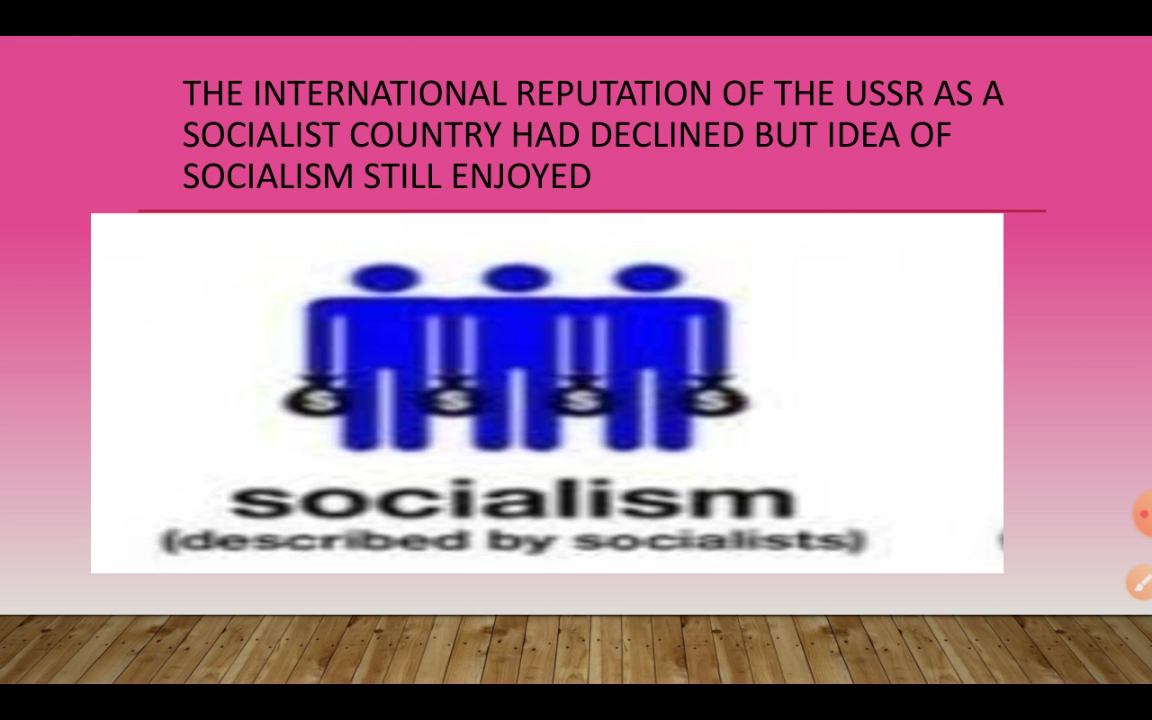 THE INTERNATIONAL REPUTATION OF THE USSR AS A
SOCIALIST COUNTRY HAD DECLINED BUT IDEA OF
SOCIALISM STILL ENJOYED
$ $ $ $
socialism
(described by socialists)